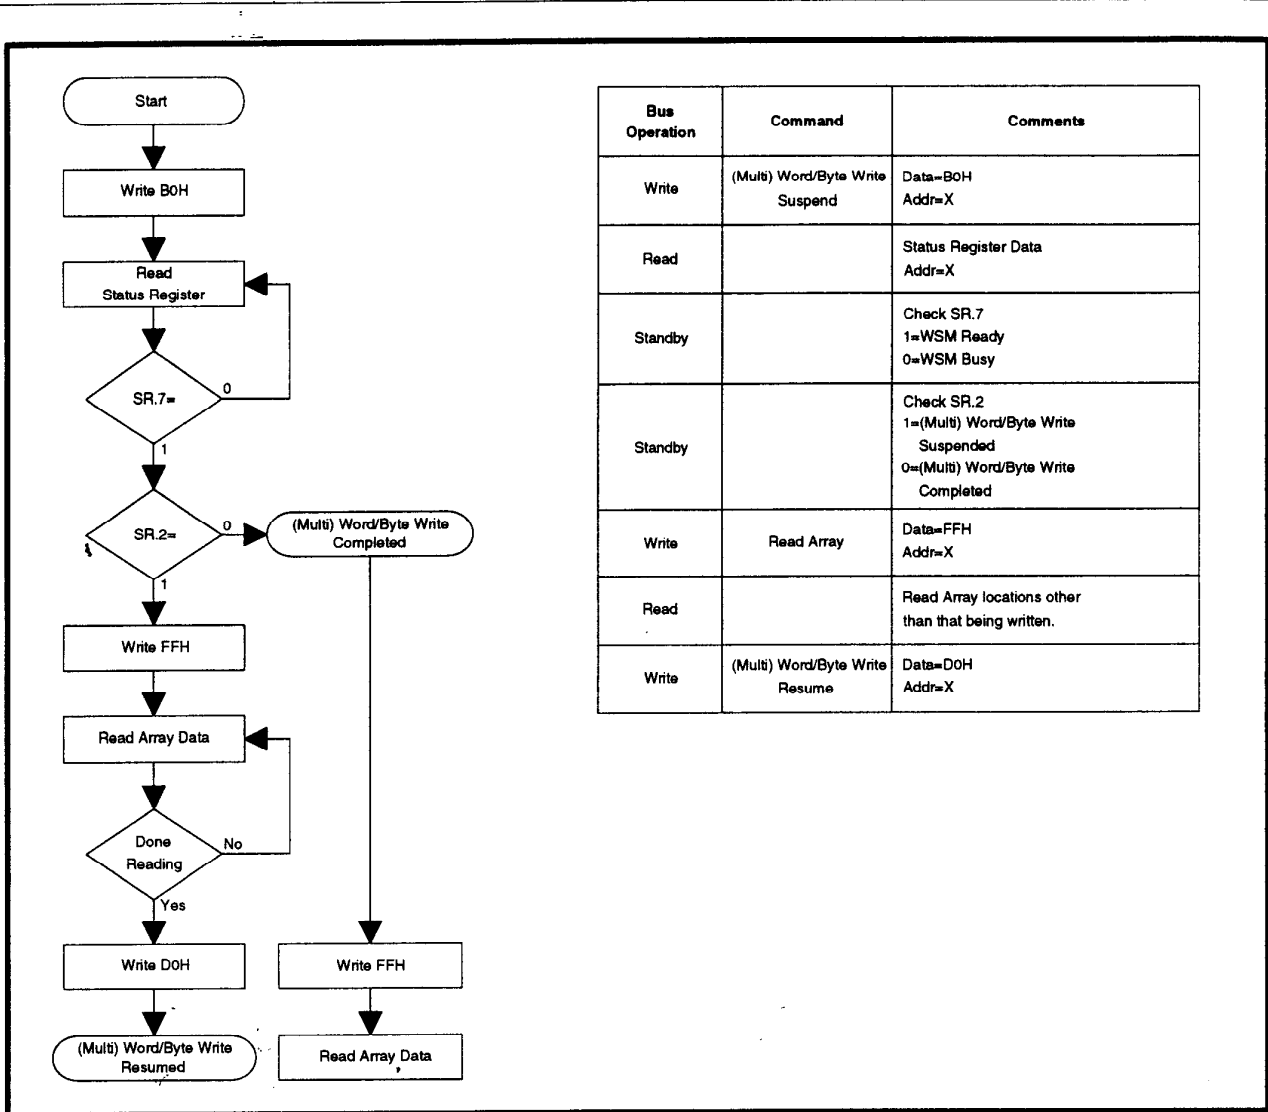 Start
Write B0H
Read
Status Register
SR.7=
0
1
SR.2=
0
(Multi) Word/Byte Write
Completed
1
Write FFH
Read Array Data
Done
Reading
No
Yes
Write D0H
Write FFH
(Multi) Word/Byte Write
Resumed
Read Array Data
Bus
Operation
Command
Comments
Write
(Multi) Word/Byte Write
Suspend
Data=B0H
Addr=X
Read
Status Register Data
Addr=X
Standby
Check SR.7
1=WSM Ready
0=WSM Busy
Standby
Check SR.2
1=(Multi) Word/Byte Write
Suspended
0=(Multi) Word/Byte Write
Completed
Write
Read Array
Data=FFH
Addr=X
Read
Read Array locations other
than that being written.
Write
(Multi) Word/Byte Write
Resume
Data=D0H
Addr=X